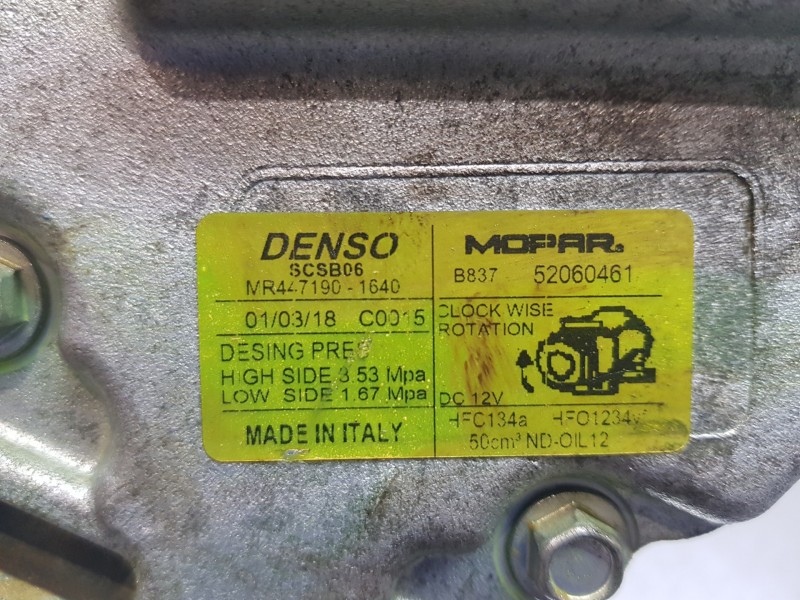 DENSO
SCSB06
MR447190-1640
01/03/18 C0015
DESING PRES
HIGH SIDE 3.53 Mpa
LOW SIDE 1.67 Mpa
MADE IN ITALY
MOPAR®
B837 52060461
CLOCK WISE
ROTATION
DC 12V
HFC134a HFO1234yf
50cm³ ND-OIL12